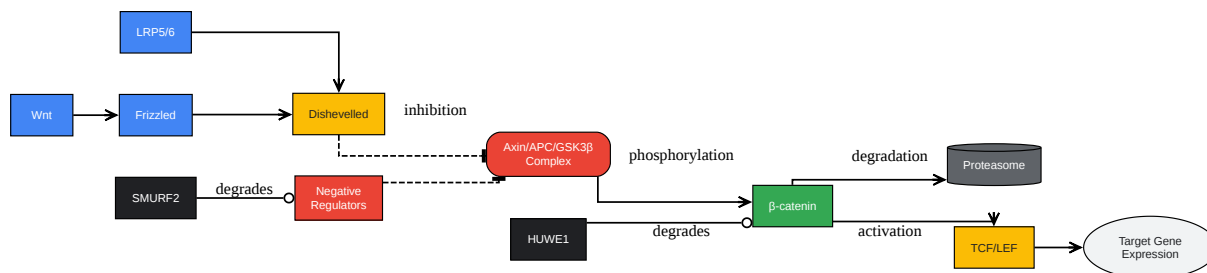 LRP5/6
Wnt
Frizzled
Dishevelled
inhibition
Axin/APC/GSK3β
Complex
phosphorylation
degradation
Proteasome
SMURF2
degrades
Negative
Regulators
HUWE1
degrades
β-catenin
activation
TCF/LEF
Target Gene
Expression